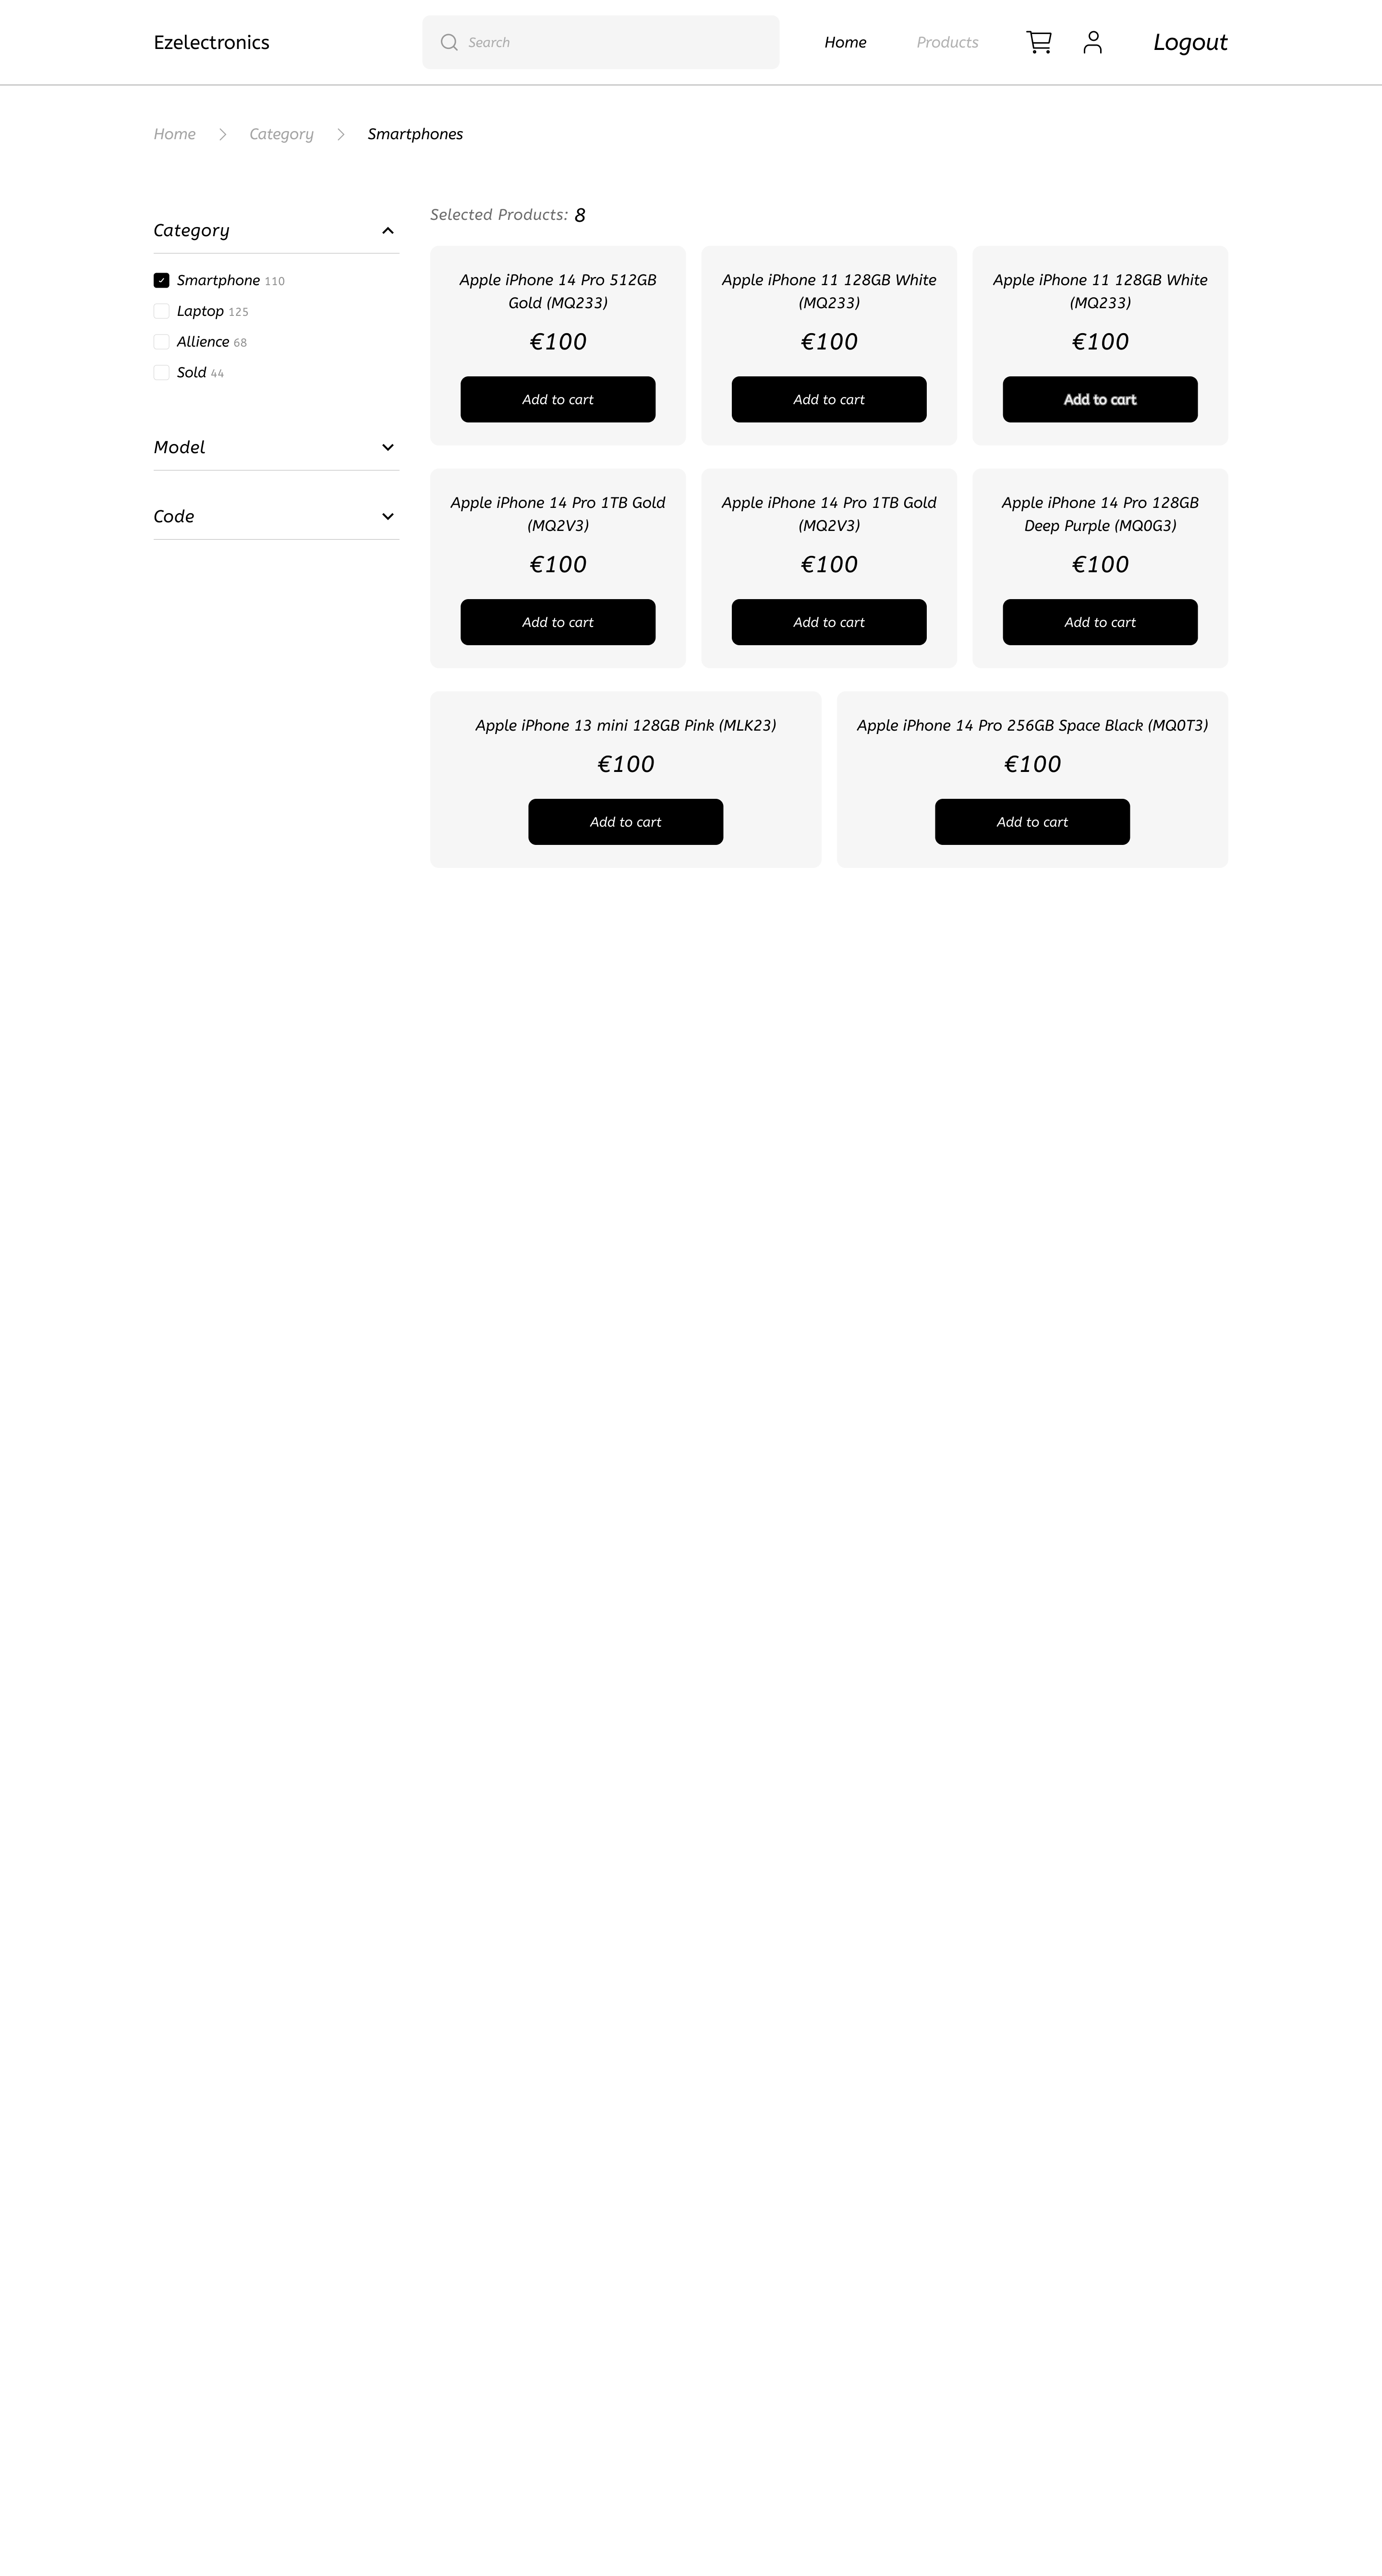 Ezelectronics
Search
Home
Products
Logout
Home
Category
Smartphones
Category
Smartphone 110
Laptop 125
Allience 68
Sold 44
Model
Code
Selected Products: 8
Apple iPhone 14 Pro 512GB
Gold (MQ233)
€100
Add to cart
Apple iPhone 11 128GB White
(MQ233)
€100
Add to cart
Apple iPhone 11 128GB White
(MQ233)
€100
Add to cart
Apple iPhone 14 Pro 1TB Gold
(MQ2V3)
€100
Add to cart
Apple iPhone 14 Pro 1TB Gold
(MQ2V3)
€100
Add to cart
Apple iPhone 14 Pro 128GB
Deep Purple (MQ0G3)
€100
Add to cart
Apple iPhone 13 mini 128GB Pink (MLK23)
€100
Add to cart
Apple iPhone 14 Pro 256GB Space Black (MQ0T3)
€100
Add to cart